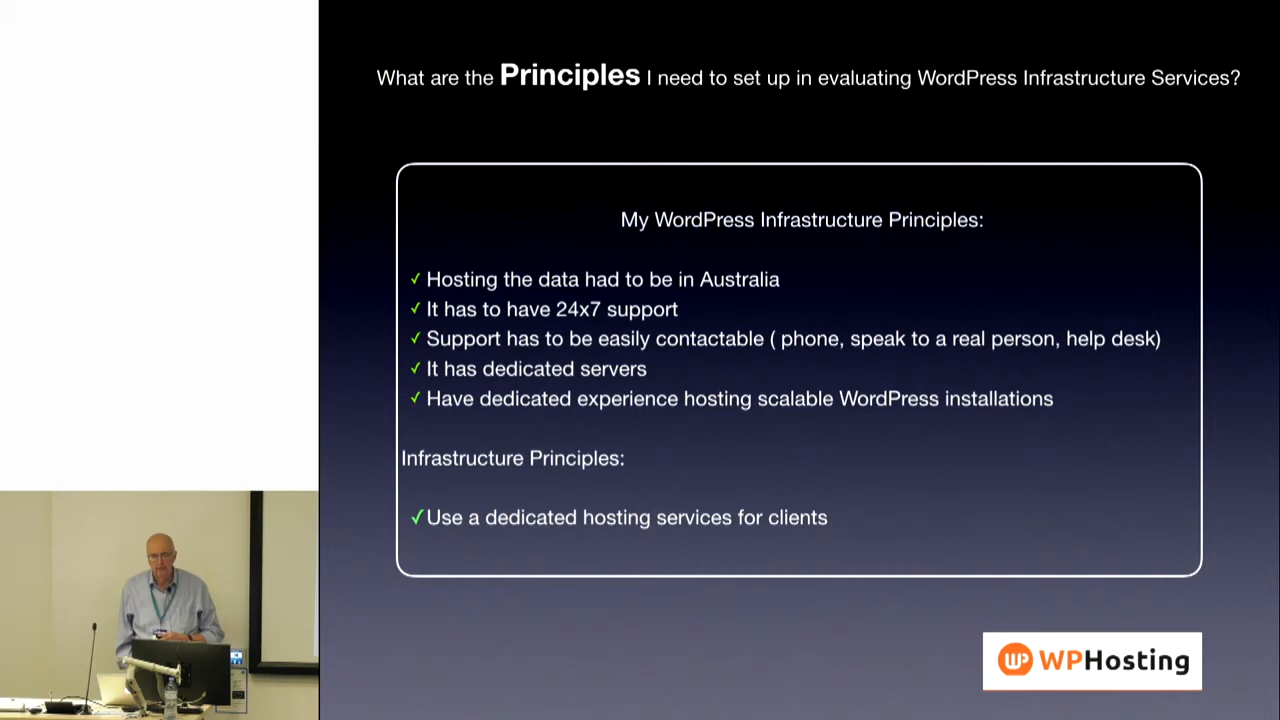 What are the Principles I need to set up in evaluating WordPress Infrastructure Services?
My WordPress Infrastructure Principles:
✓ Hosting the data had to be in Australia
✓ It has to have 24x7 support
✓ Support has to be easily contactable ( phone, speak to a real person, help desk)
✓ It has dedicated servers
✓ Have dedicated experience hosting scalable WordPress installations
Infrastructure Principles:
✓Use a dedicated hosting services for clients
WP WPHosting